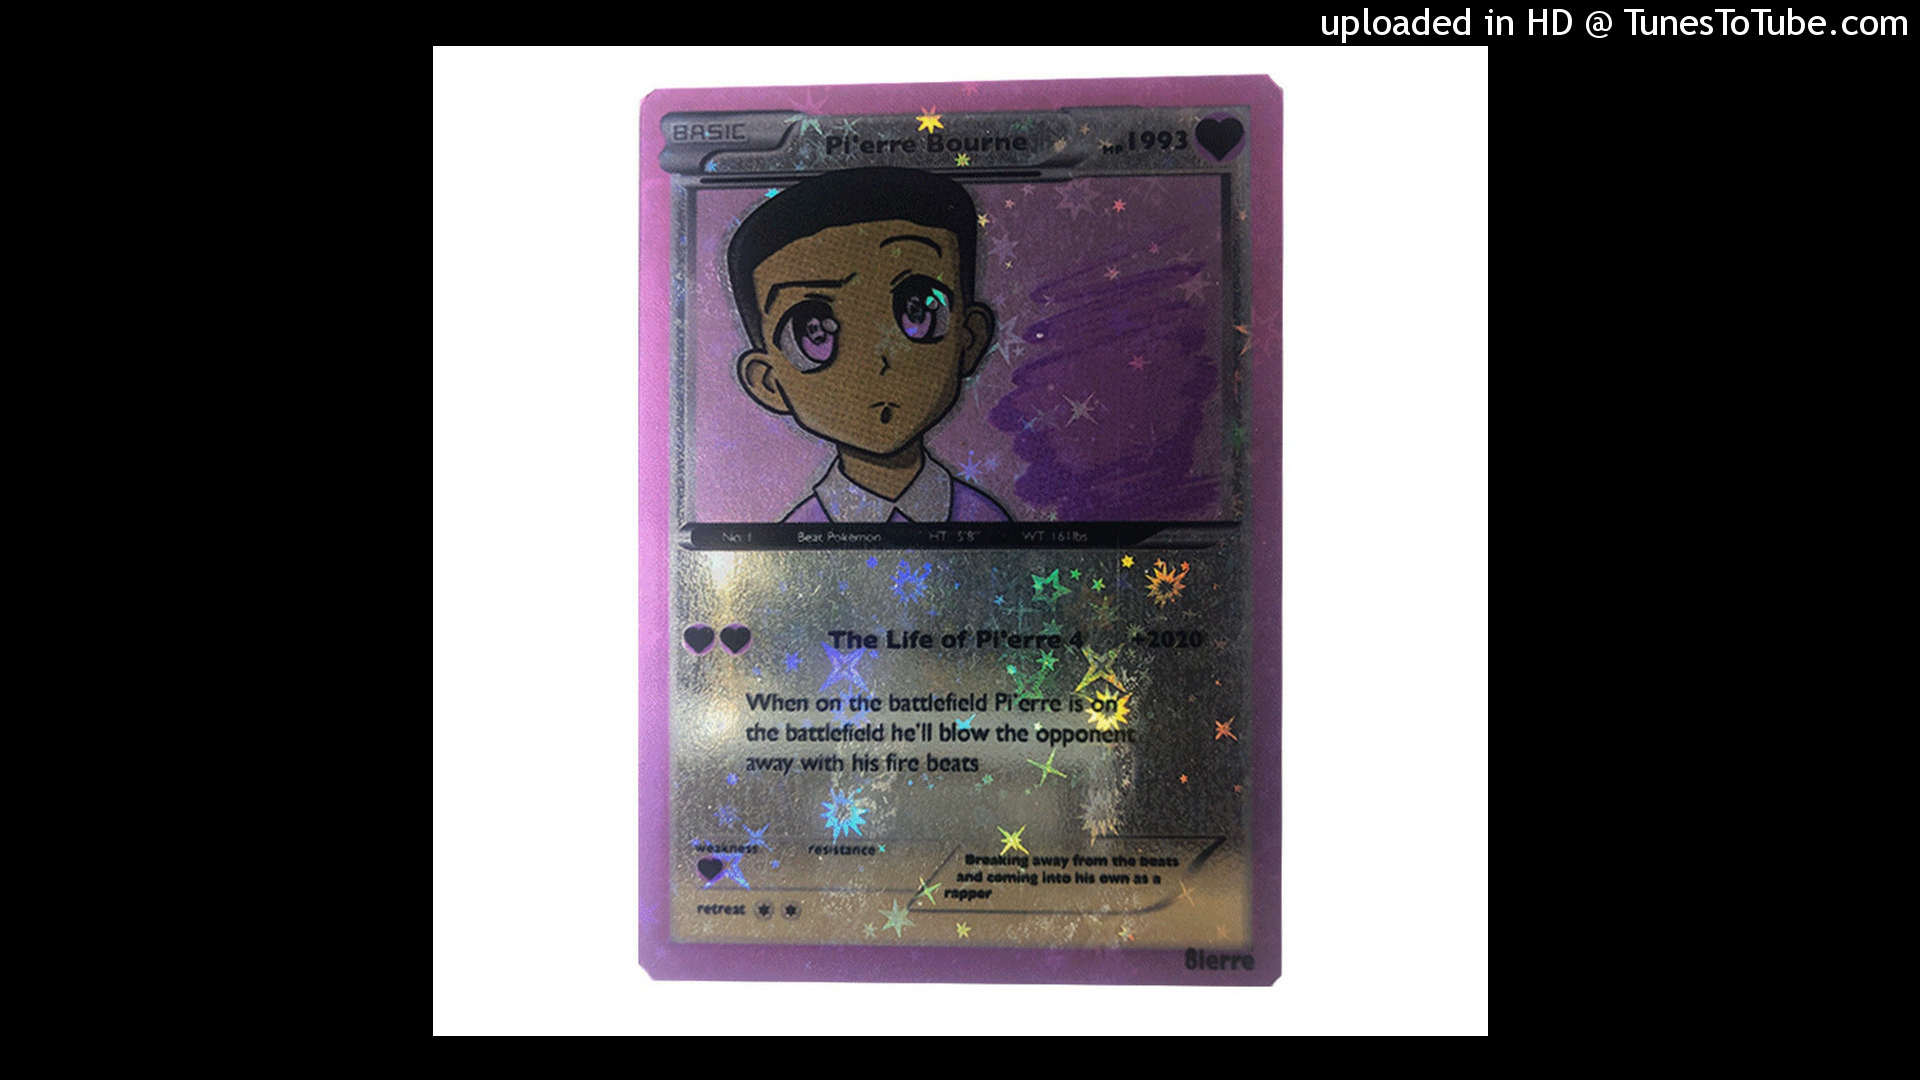 uploaded in HD @ TunesToTube.com
BASIC
Pi'erre Bourne
HP 1993
No. 1 Beat Pokemon HT 5'8" WT 161lbs
The Life of Pi'erre 4 +2020
When on the battlefield Pi'erre is on
the battlefield he'll blow the opponent
away with his fire beats
weakness resistance
Breaking away from the beats
and coming into his own as a
rapper
retreat
8ierre